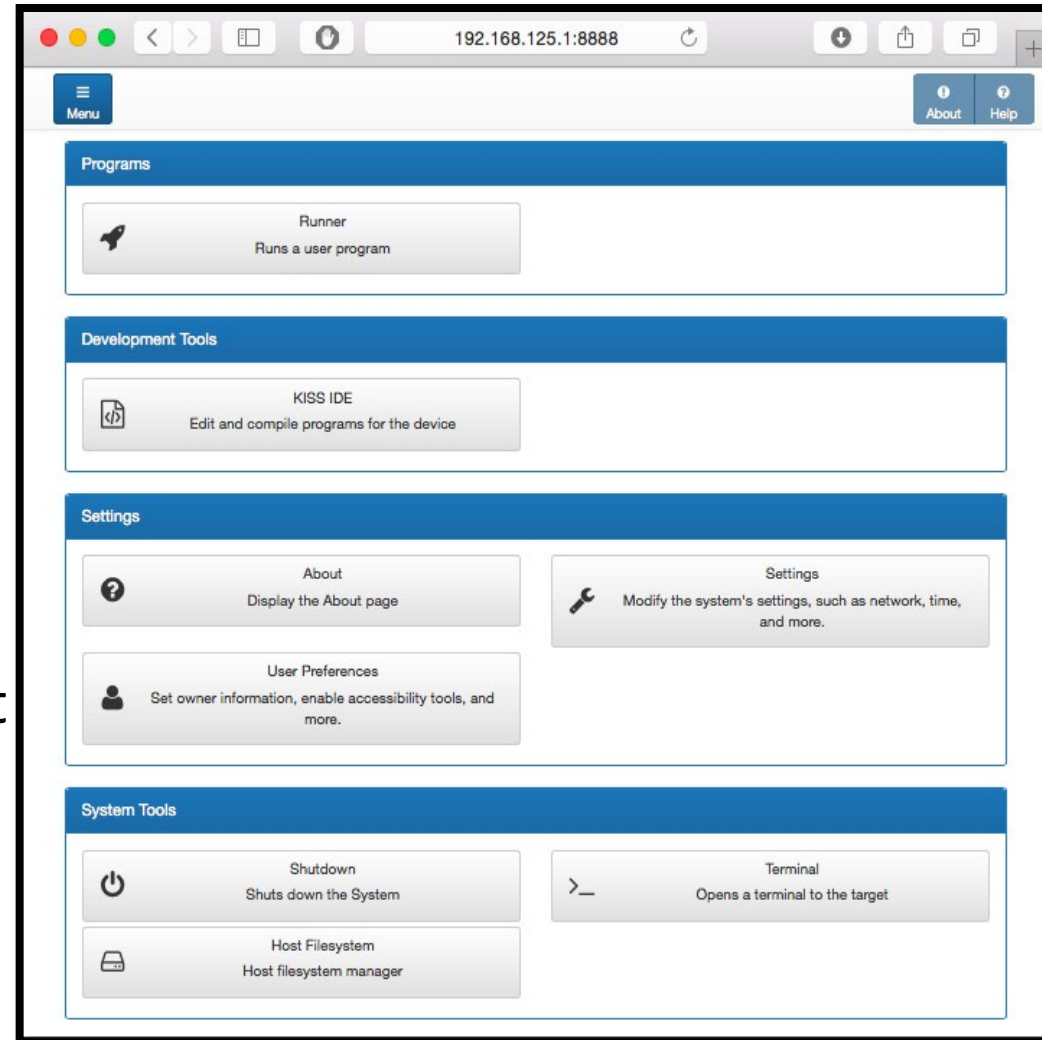 192.168.125.1:8888
Menu
About Help
Programs
Runner
Runs a user program
Development Tools
KISS IDE
Edit and compile programs for the device
Settings
About
Display the About page
Settings
Modify the system's settings, such as network, time,
and more.
User Preferences
Set owner information, enable accessibility tools, and
more.
t
System Tools
Shutdown
Shuts down the System
Terminal
Opens a terminal to the target
Host Filesystem
Host filesystem manager